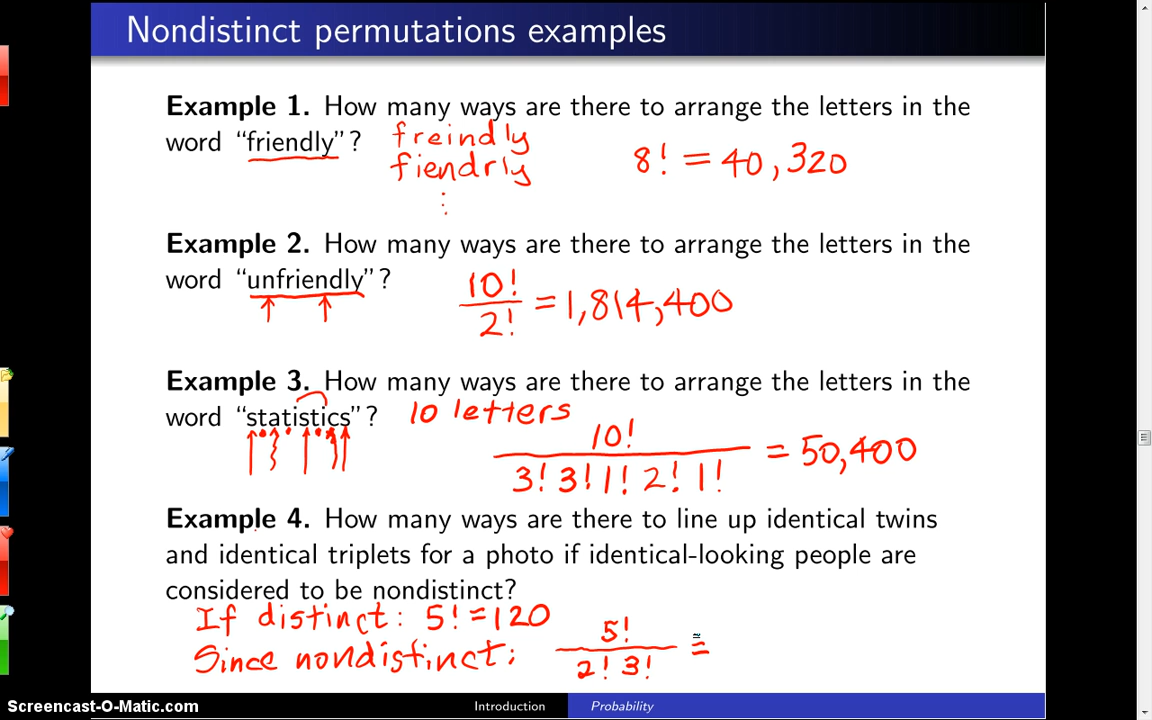 Nondistinct permutations examples
Example 1. How many ways are there to arrange the letters in the
word “friendly”?
freindly
fiendrly
⋮
8! = 40,320
Example 2. How many ways are there to arrange the letters in the
word “unfriendly”?
10!
2!
= 1,814,400
Example 3. How many ways are there to arrange the letters in the
word “statistics”?
10 letters
10!
3! 3! 1! 2! 1!
= 50,400
Example 4. How many ways are there to line up identical twins
and identical triplets for a photo if identical-looking people are
considered to be nondistinct?
If distinct: 5! = 120
Since nondistinct:
5!
2! 3!
=
Screencast-O-Matic.com
Introduction
Probability